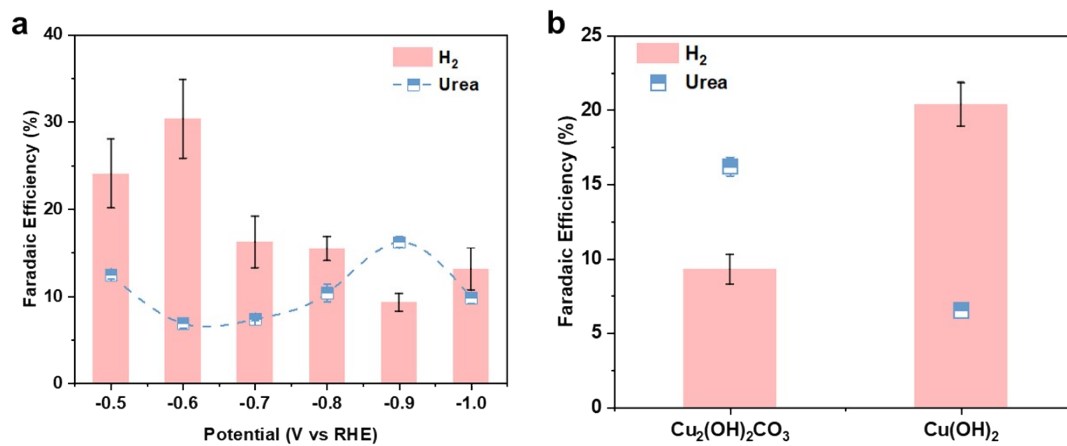 a
Faradaic Efficiency (%)
40
30
20
10
0
H₂
Urea
-0.5 -0.6 -0.7 -0.8 -0.9 -1.0
Potential (V vs RHE)
b
Faradaic Efficiency (%)
25
20
15
10
5
0
H₂
Urea
Cu₂(OH)₂CO₃ Cu(OH)₂